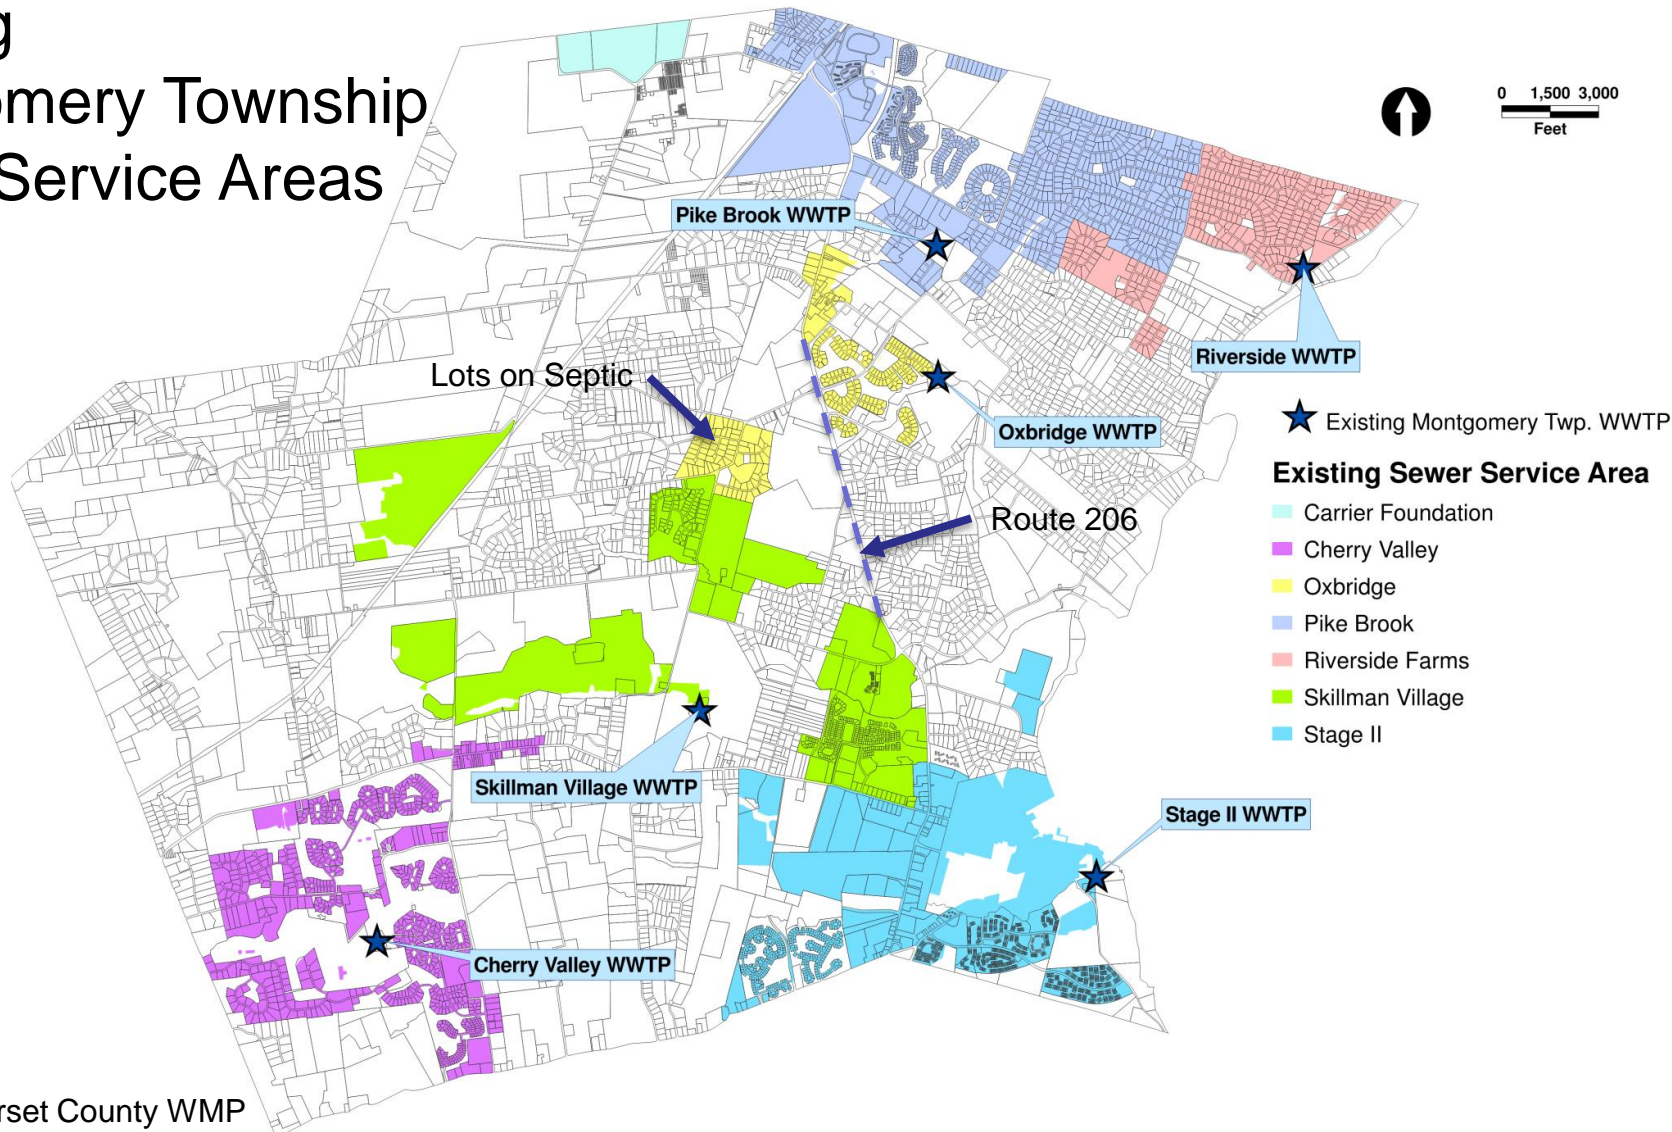 g
omery Township
Service Areas
0 1,500 3,000
Feet
Pike Brook WWTP
Riverside WWTP
Lots on Septic
Oxbridge WWTP
Existing Montgomery Twp. WWTP
Existing Sewer Service Area
Carrier Foundation
Cherry Valley
Oxbridge
Pike Brook
Riverside Farms
Skillman Village
Stage II
Route 206
Skillman Village WWTP
Stage II WWTP
Cherry Valley WWTP
rset County WMP